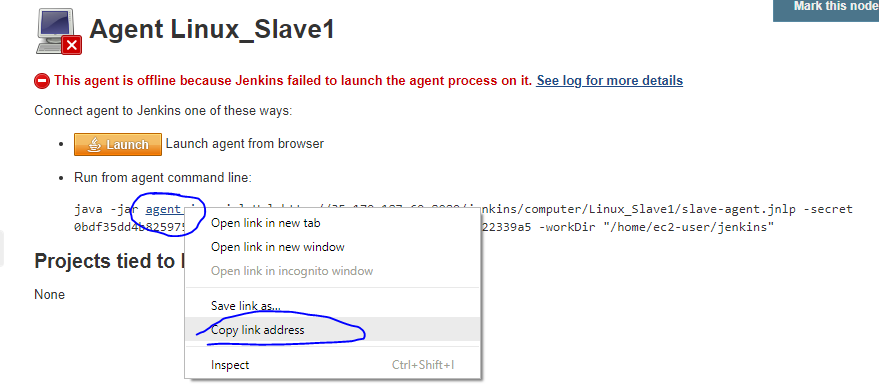 Mark this node
Agent Linux_Slave1
This agent is offline because Jenkins failed to launch the agent process on it. See log for more details
Connect agent to Jenkins one of these ways:
Launch Launch agent from browser
Run from agent command line:
java -jar agent /jenkins/computer/Linux_Slave1/slave-agent.jnlp -secret
0bdf35dd4b825975 22339a5 -workDir "/home/ec2-user/jenkins"
Open link in new tab
Open link in new window
Open link in incognito window
Projects tied to
None
Save link as...
Copy link address
Inspect Ctrl+Shift+I